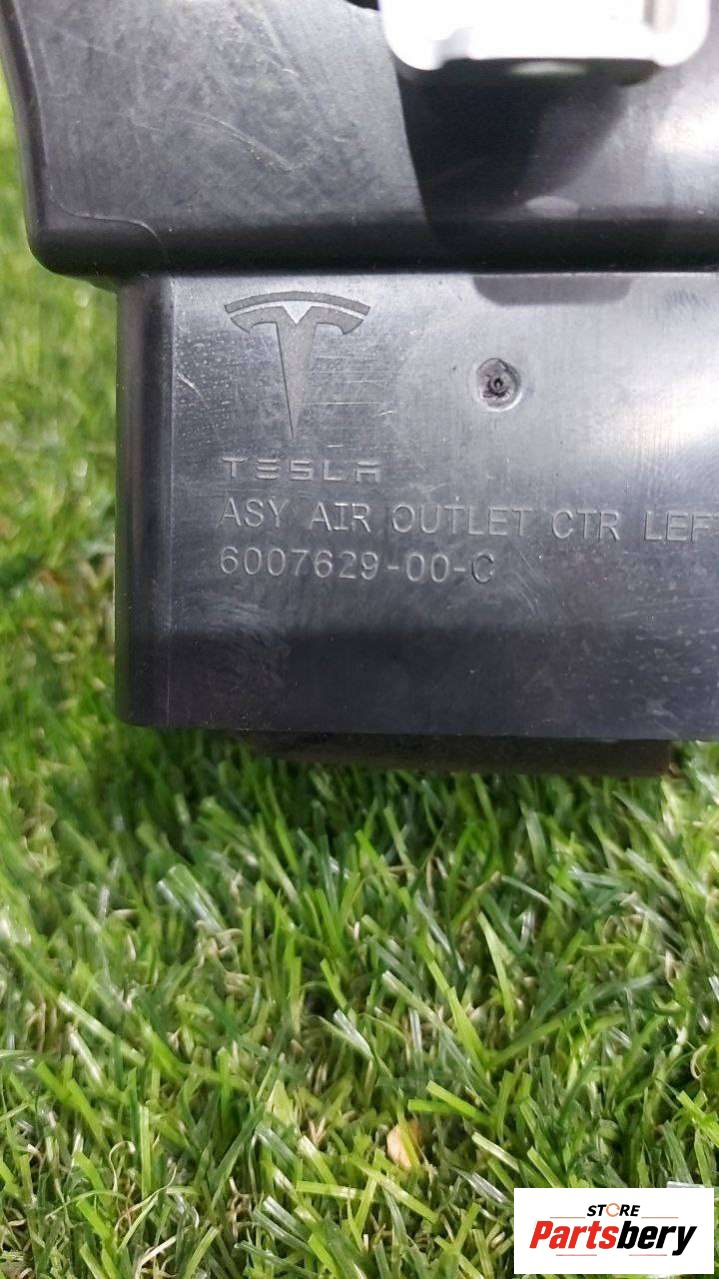 TESLA
ASY AIR OUTLET CTR LEF
6007629-00-C
STORE
Partsbery